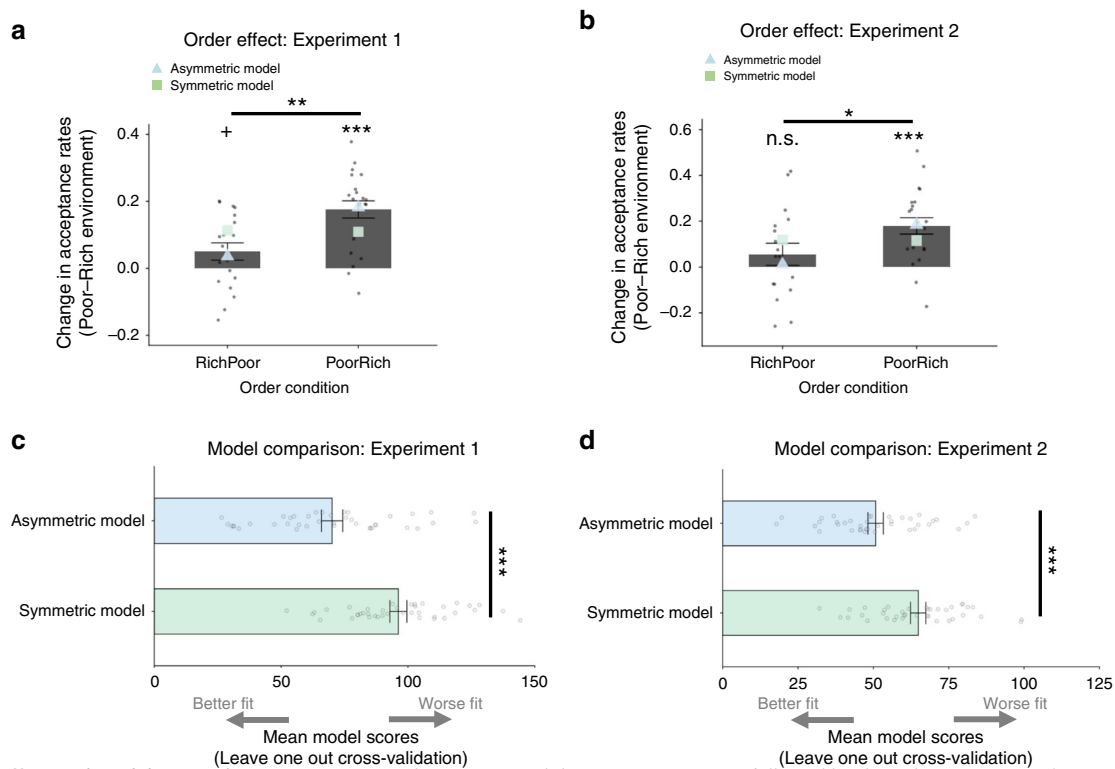 a
Order effect: Experiment 1
Asymmetric model
Symmetric model
**
+
***
Change in acceptance rates
(Poor–Rich environment)
0.4
0.2
0.0
–0.2
RichPoor
PoorRich
Order condition
b
Order effect: Experiment 2
Asymmetric model
Symmetric model
*
n.s.
***
Change in acceptance rates
(Poor–Rich environment)
0.6
0.4
0.2
0.0
–0.2
RichPoor
PoorRich
Order condition
c
Model comparison: Experiment 1
Asymmetric model
Symmetric model
***
0
50
100
150
Better fit
Worse fit
Mean model scores
(Leave one out cross-validation)
d
Model comparison: Experiment 2
Asymmetric model
Symmetric model
***
0
25
50
75
100
125
Better fit
Worse fit
Mean model scores
(Leave one out cross-validation)